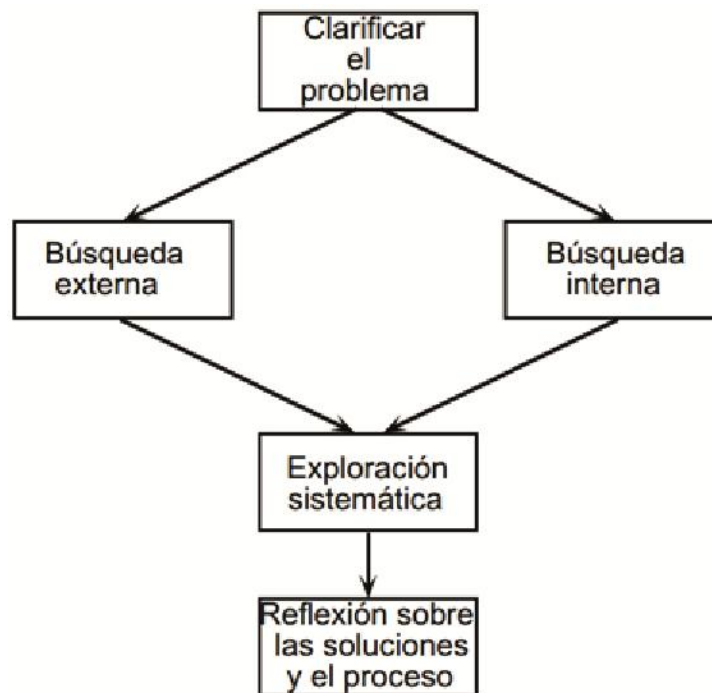 Clarificar
el
problema
Búsqueda
externa
Búsqueda
interna
Exploración
sistemática
Reflexión sobre
las soluciones
y el proceso